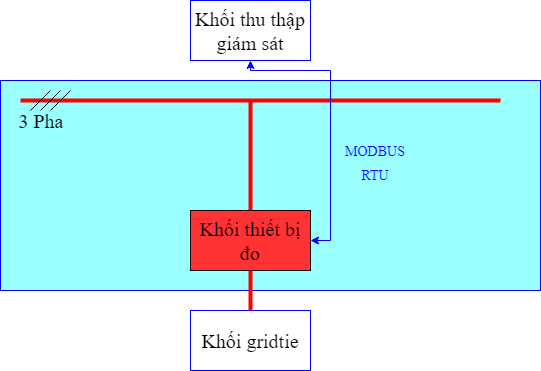 Khối thu thập
giám sát
3 Pha
MODBUS
RTU
Khối thiết bị
đo
Khối gridtie